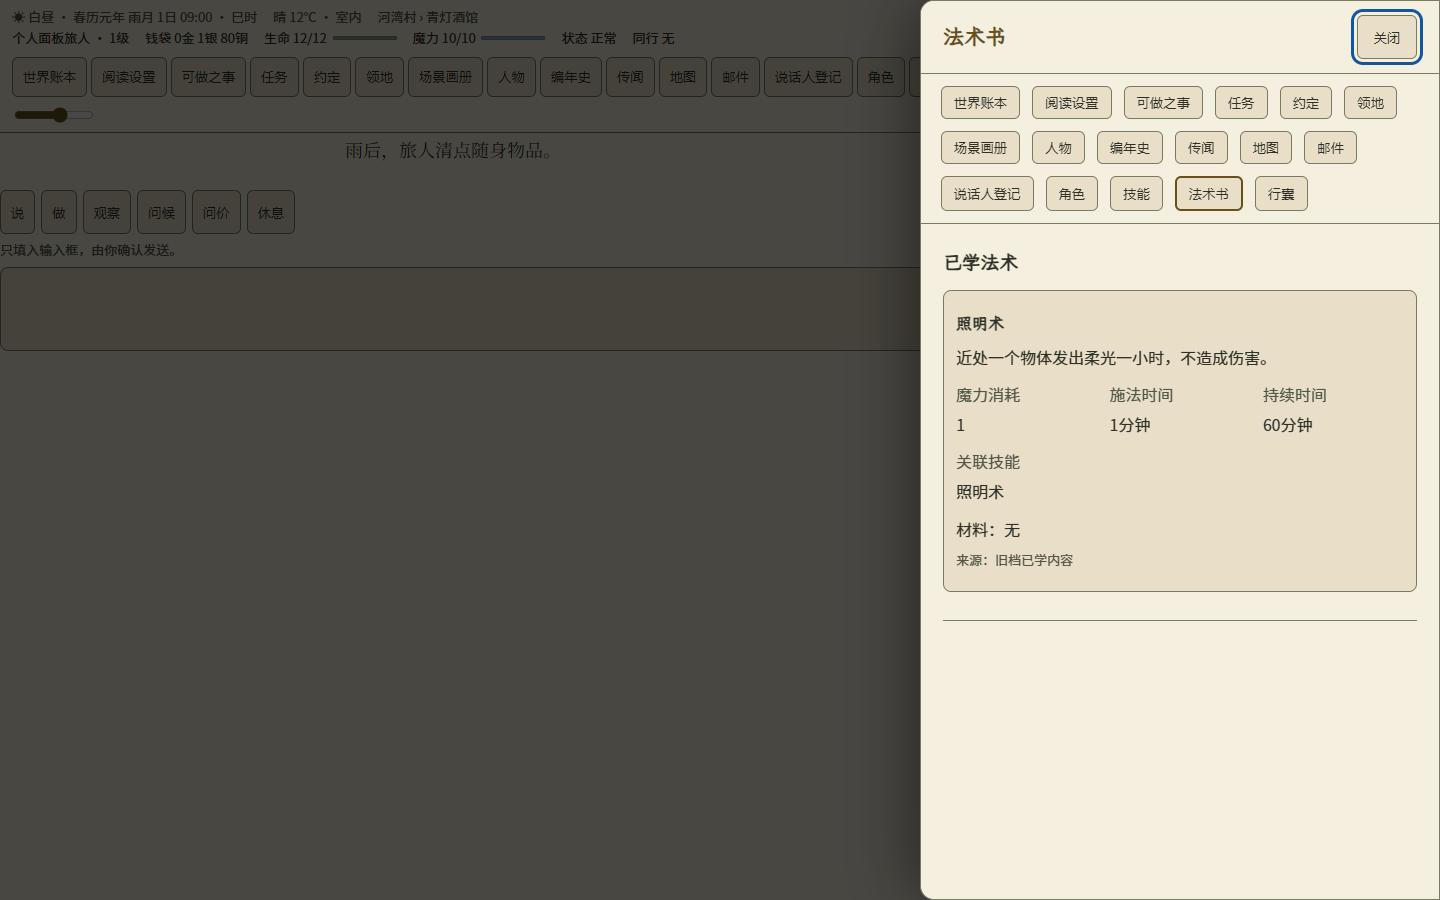 ☀ 白昼 · 春历元年 雨月 1日 09:00 · 巳时 晴 12°C · 室内 河湾村 › 青灯酒馆
个人面板旅人 · 1级 钱袋 0金 1银 80铜 生命 12/12 魔力 10/10 状态 正常 同行 无
世界账本 阅读设置 可做之事 任务 约定 领地 场景画册 人物 编年史 传闻 地图 邮件 说话人登记 角色
雨后，旅人清点随身物品。
说 做 观察 问候 问价 休息
只填入输入框，由你确认发送。
法术书
关闭
世界账本 阅读设置 可做之事 任务 约定 领地
场景画册 人物 编年史 传闻 地图 邮件
说话人登记 角色 技能 法术书 行囊
已学法术
照明术
近处一个物体发出柔光一小时，不造成伤害。
魔力消耗 施法时间 持续时间
1 1分钟 60分钟
关联技能
照明术
材料：无
来源：旧档已学内容